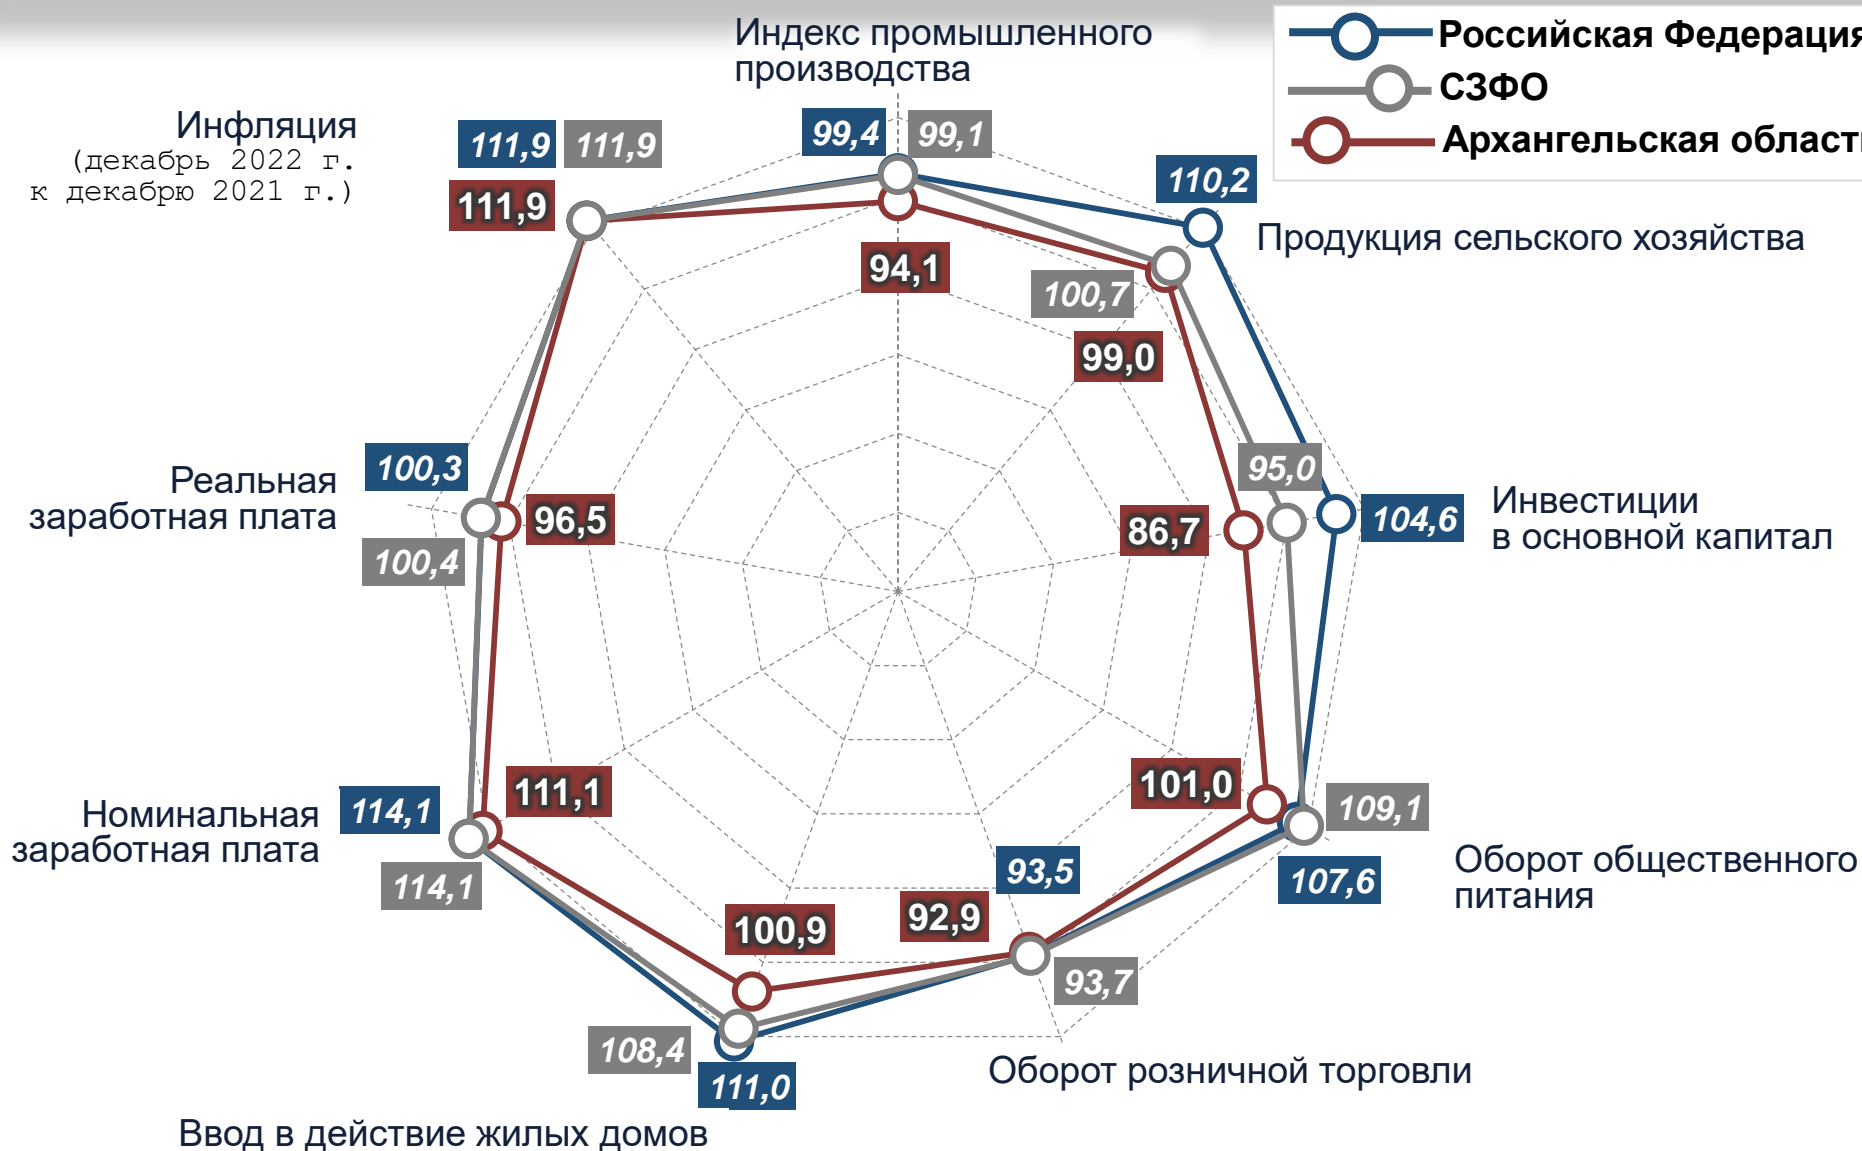 Индекс промышленного
производства
Российская Федерация
СЗФО
Архангельская область
Инфляция
(декабрь 2022 г.
к декабрю 2021 г.)
111,9
111,9
111,9
99,4
99,1
94,1
110,2
Продукция сельского хозяйства
100,7
99,0
95,0
86,7
104,6
Инвестиции
в основной капитал
Реальная
заработная плата
100,3
96,5
100,4
Номинальная
заработная плата
114,1
111,1
114,1
101,0
109,1
107,6
Оборот общественного
питания
93,5
92,9
93,7
Оборот розничной торговли
100,9
108,4
111,0
Ввод в действие жилых домов